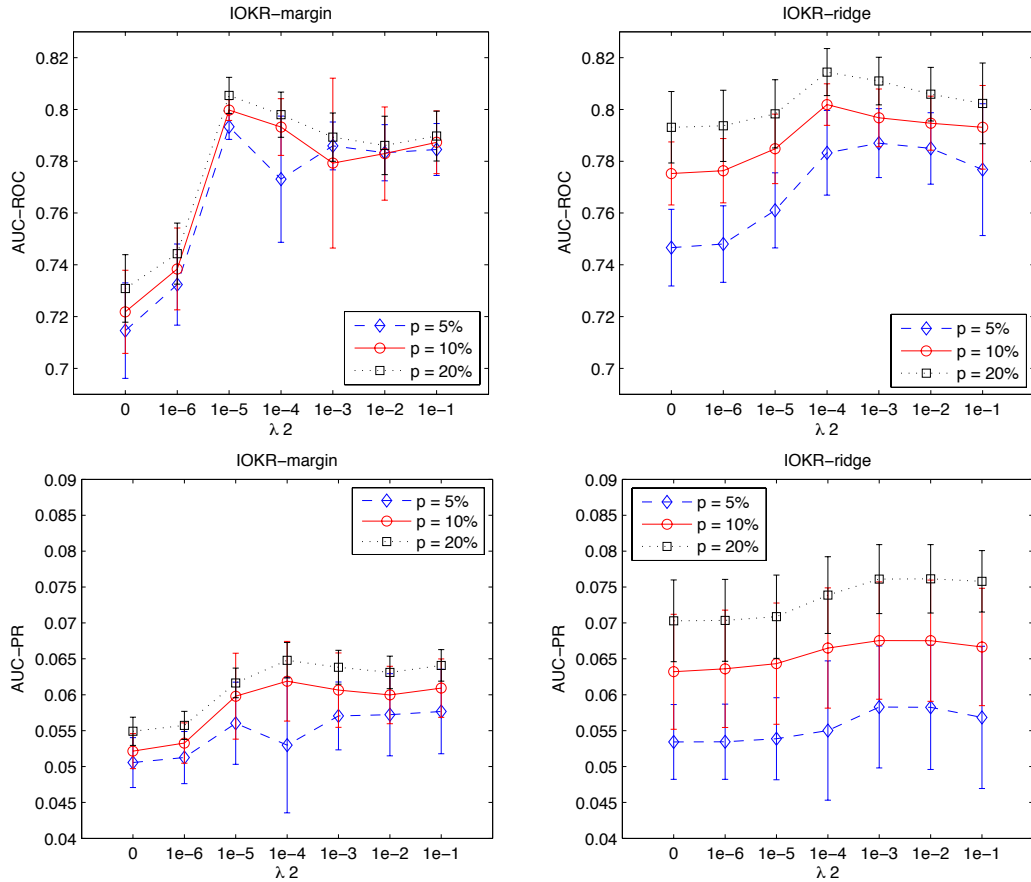 IOKR−margin
0.82
0.8
0.78
0.76
0.74
0.72
0.7
AUC−ROC
p = 5%
p = 10%
p = 20%
0 1e−6 1e−5 1e−4 1e−3 1e−2 1e−1
λ 2
IOKR−ridge
0.82
0.8
0.78
0.76
0.74
0.72
0.7
AUC−ROC
p = 5%
p = 10%
p = 20%
0 1e−6 1e−5 1e−4 1e−3 1e−2 1e−1
λ 2
IOKR−margin
0.09
0.085
0.08
0.075
0.07
0.065
0.06
0.055
0.05
0.045
0.04
AUC−PR
p = 5%
p = 10%
p = 20%
0 1e−6 1e−5 1e−4 1e−3 1e−2 1e−1
λ 2
IOKR−ridge
0.09
0.085
0.08
0.075
0.07
0.065
0.06
0.055
0.05
0.045
0.04
AUC−PR
p = 5%
p = 10%
p = 20%
0 1e−6 1e−5 1e−4 1e−3 1e−2 1e−1
λ 2